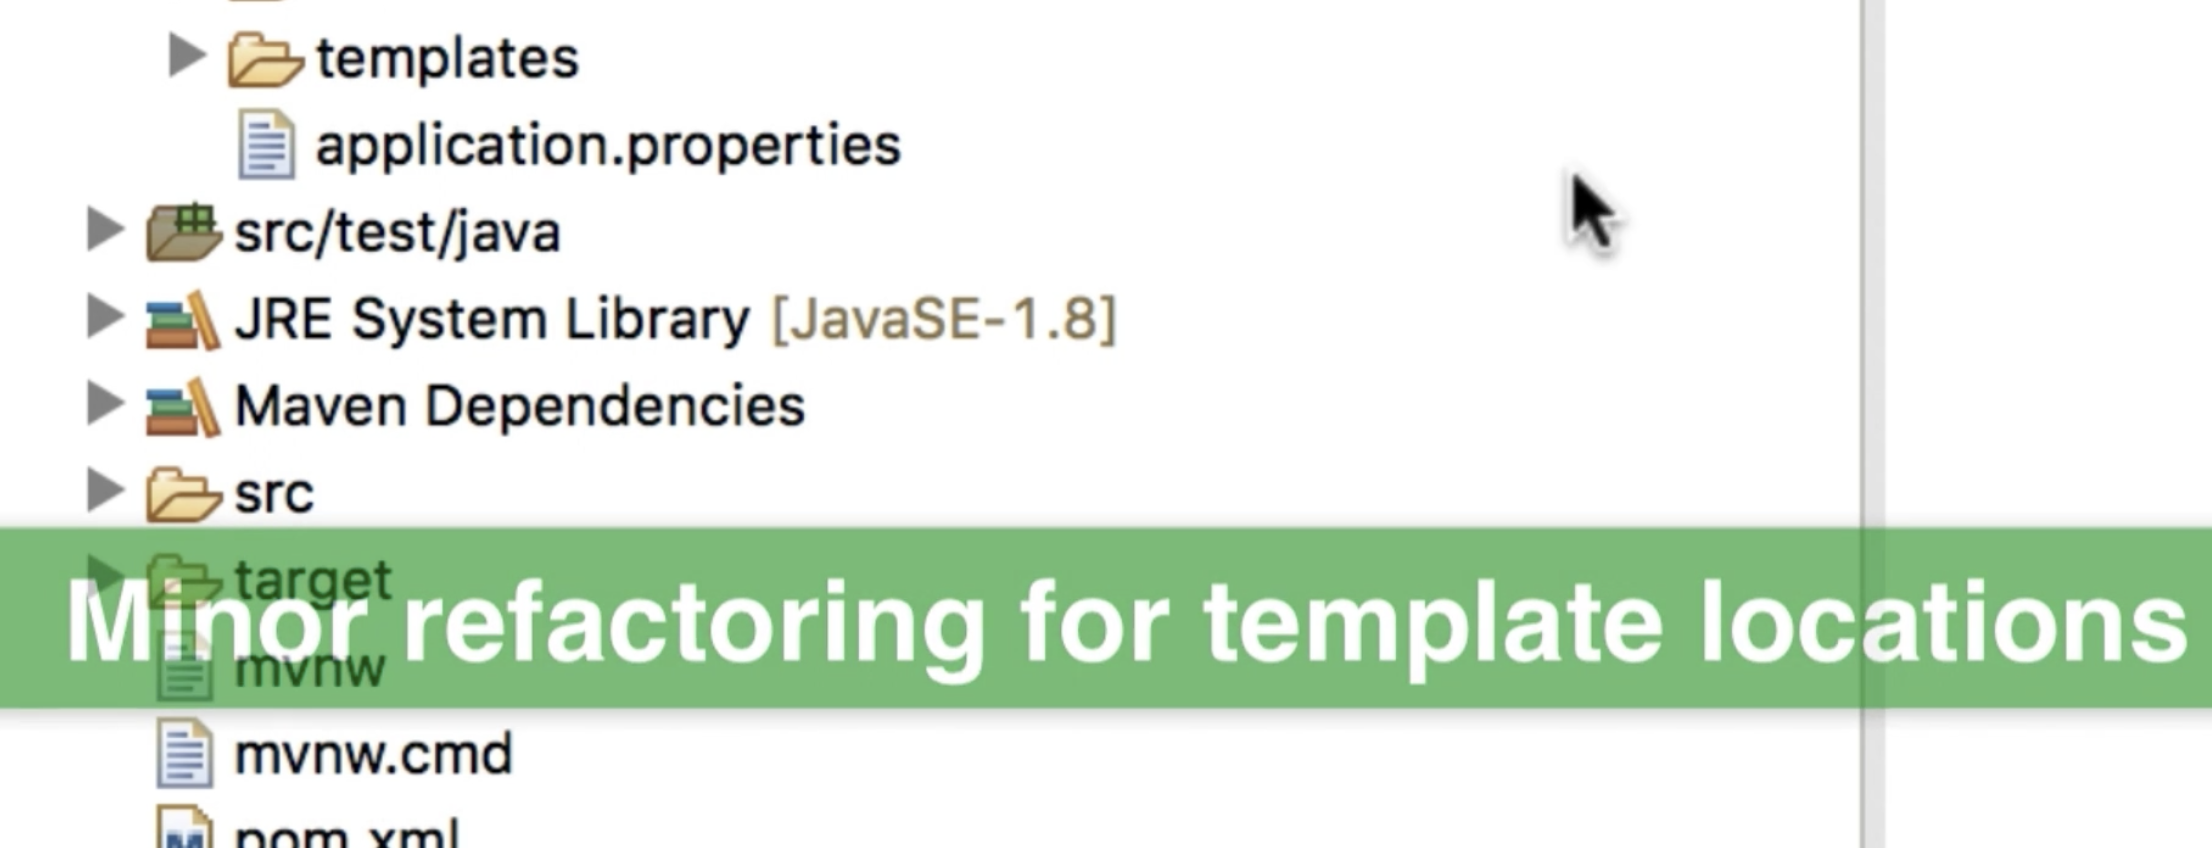 templates
application.properties
src/test/java
JRE System Library [JavaSE-1.8]
Maven Dependencies
src
target
Minor refactoring for template locations
mvnw
mvnw.cmd
pom.xml